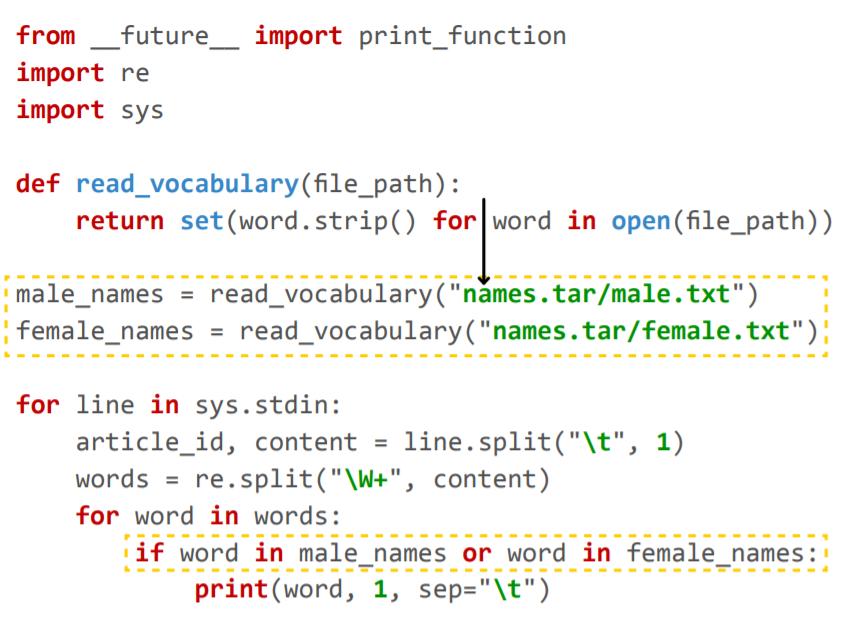 from __future__ import print_function
import re
import sys
def read_vocabulary(file_path):
    return set(word.strip() for word in open(file_path))
male_names = read_vocabulary("names.tar/male.txt")
female_names = read_vocabulary("names.tar/female.txt")
for line in sys.stdin:
    article_id, content = line.split("\t", 1)
    words = re.split("\W+", content)
    for word in words:
        if word in male_names or word in female_names:
            print(word, 1, sep="\t")